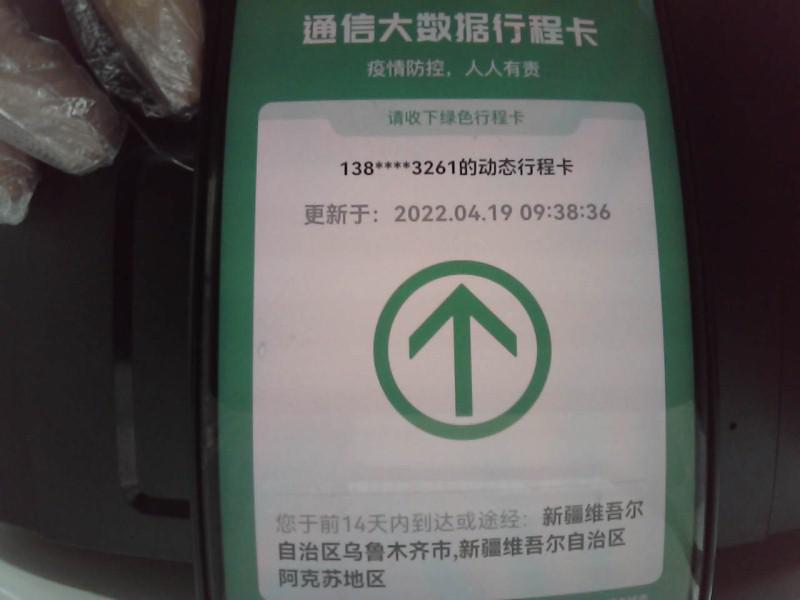 通信大数据行程卡
疫情防控，人人有责
请收下绿色行程卡
138****3261的动态行程卡
更新于：2022.04.19 09:38:36
您于前14天内到达或途经：新疆维吾尔
自治区乌鲁木齐市,新疆维吾尔自治区
阿克苏地区